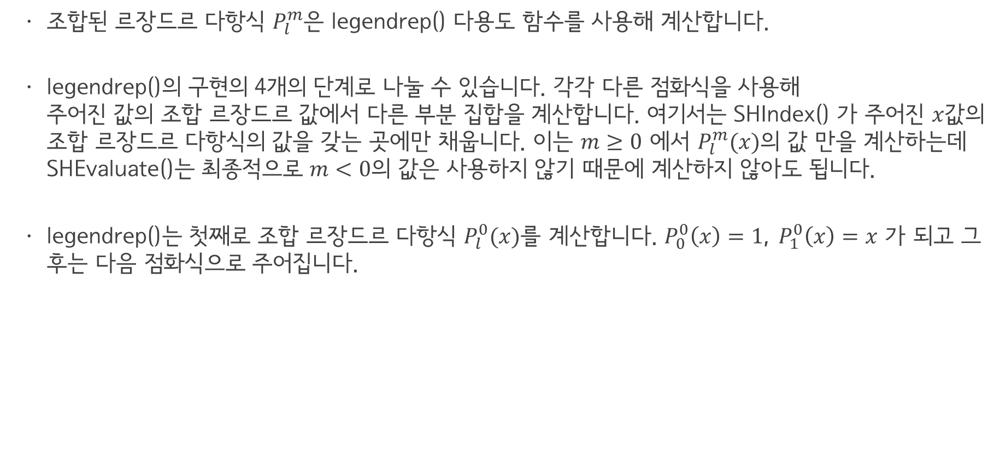 · 조합된 르장드르 다항식 $P_l^m$은 legendrep() 다용도 함수를 사용해 계산합니다.
· legendrep()의 구현의 4개의 단계로 나눌 수 있습니다. 각각 다른 점화식을 사용해
주어진 값의 조합 르장드르 값에서 다른 부분 집합을 계산합니다. 여기서는 SHIndex() 가 주어진 $x$값의
조합 르장드르 다항식의 값을 갖는 곳에만 채웁니다. 이는 $m \geq 0$ 에서 $P_l^m(x)$의 값 만을 계산하는데
SHEvaluate()는 최종적으로 $m < 0$의 값은 사용하지 않기 때문에 계산하지 않아도 됩니다.
· legendrep()는 첫째로 조합 르장드르 다항식 $P_l^0(x)$를 계산합니다. $P_0^0(x) = 1$, $P_1^0(x) = x$ 가 되고 그
후는 다음 점화식으로 주어집니다.